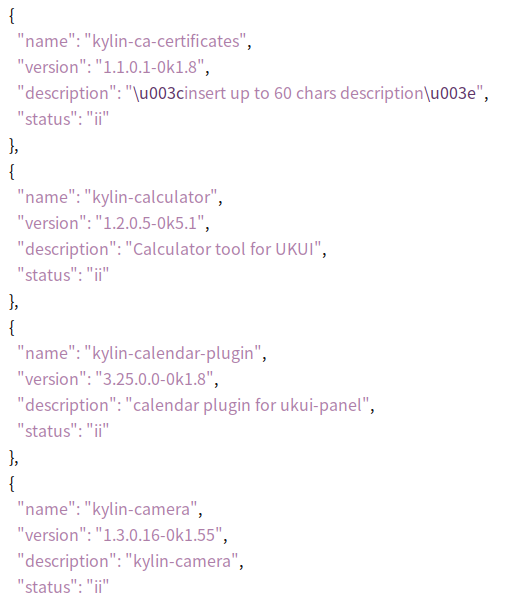 {
"name": "kylin-ca-certificates",
"version": "1.1.0.1-0k1.8",
"description": "\u003cinsert up to 60 chars description\u003e",
"status": "ii"
},
{
"name": "kylin-calculator",
"version": "1.2.0.5-0k5.1",
"description": "Calculator tool for UKUI",
"status": "ii"
},
{
"name": "kylin-calendar-plugin",
"version": "3.25.0.0-0k1.8",
"description": "calendar plugin for ukui-panel",
"status": "ii"
},
{
"name": "kylin-camera",
"version": "1.3.0.16-0k1.55",
"description": "kylin-camera",
"status": "ii"